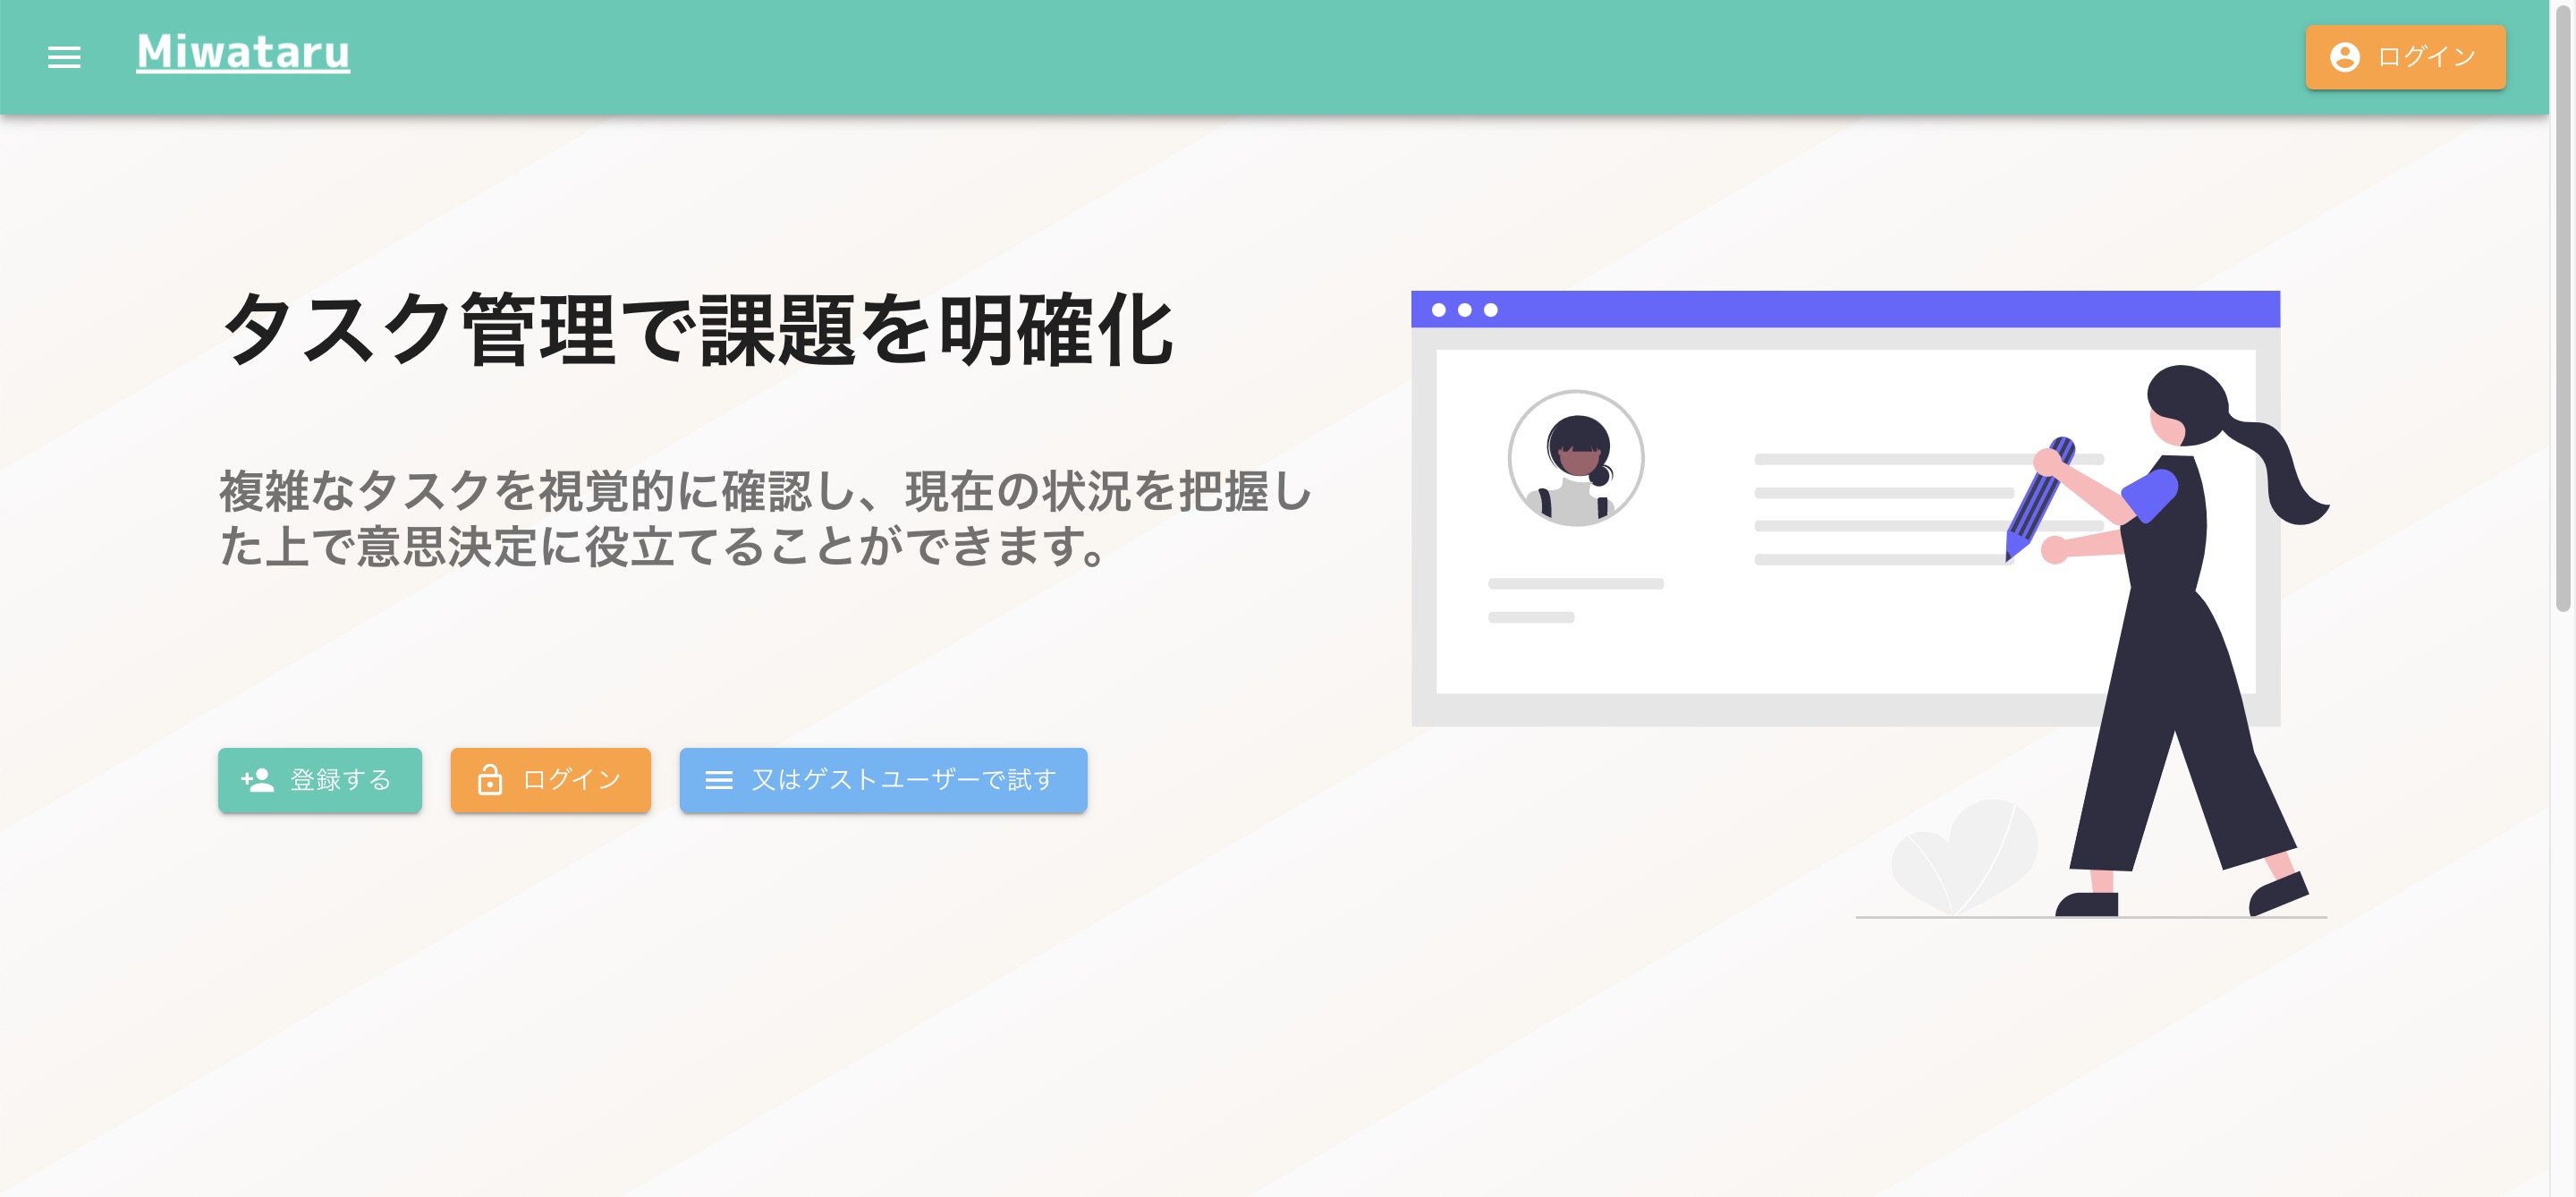 Miwataru
ログイン
タスク管理で課題を明確化
複雑なタスクを視覚的に確認し、現在の状況を把握し
た上で意思決定に役立てることができます。
登録する
ログイン
又はゲストユーザーで試す